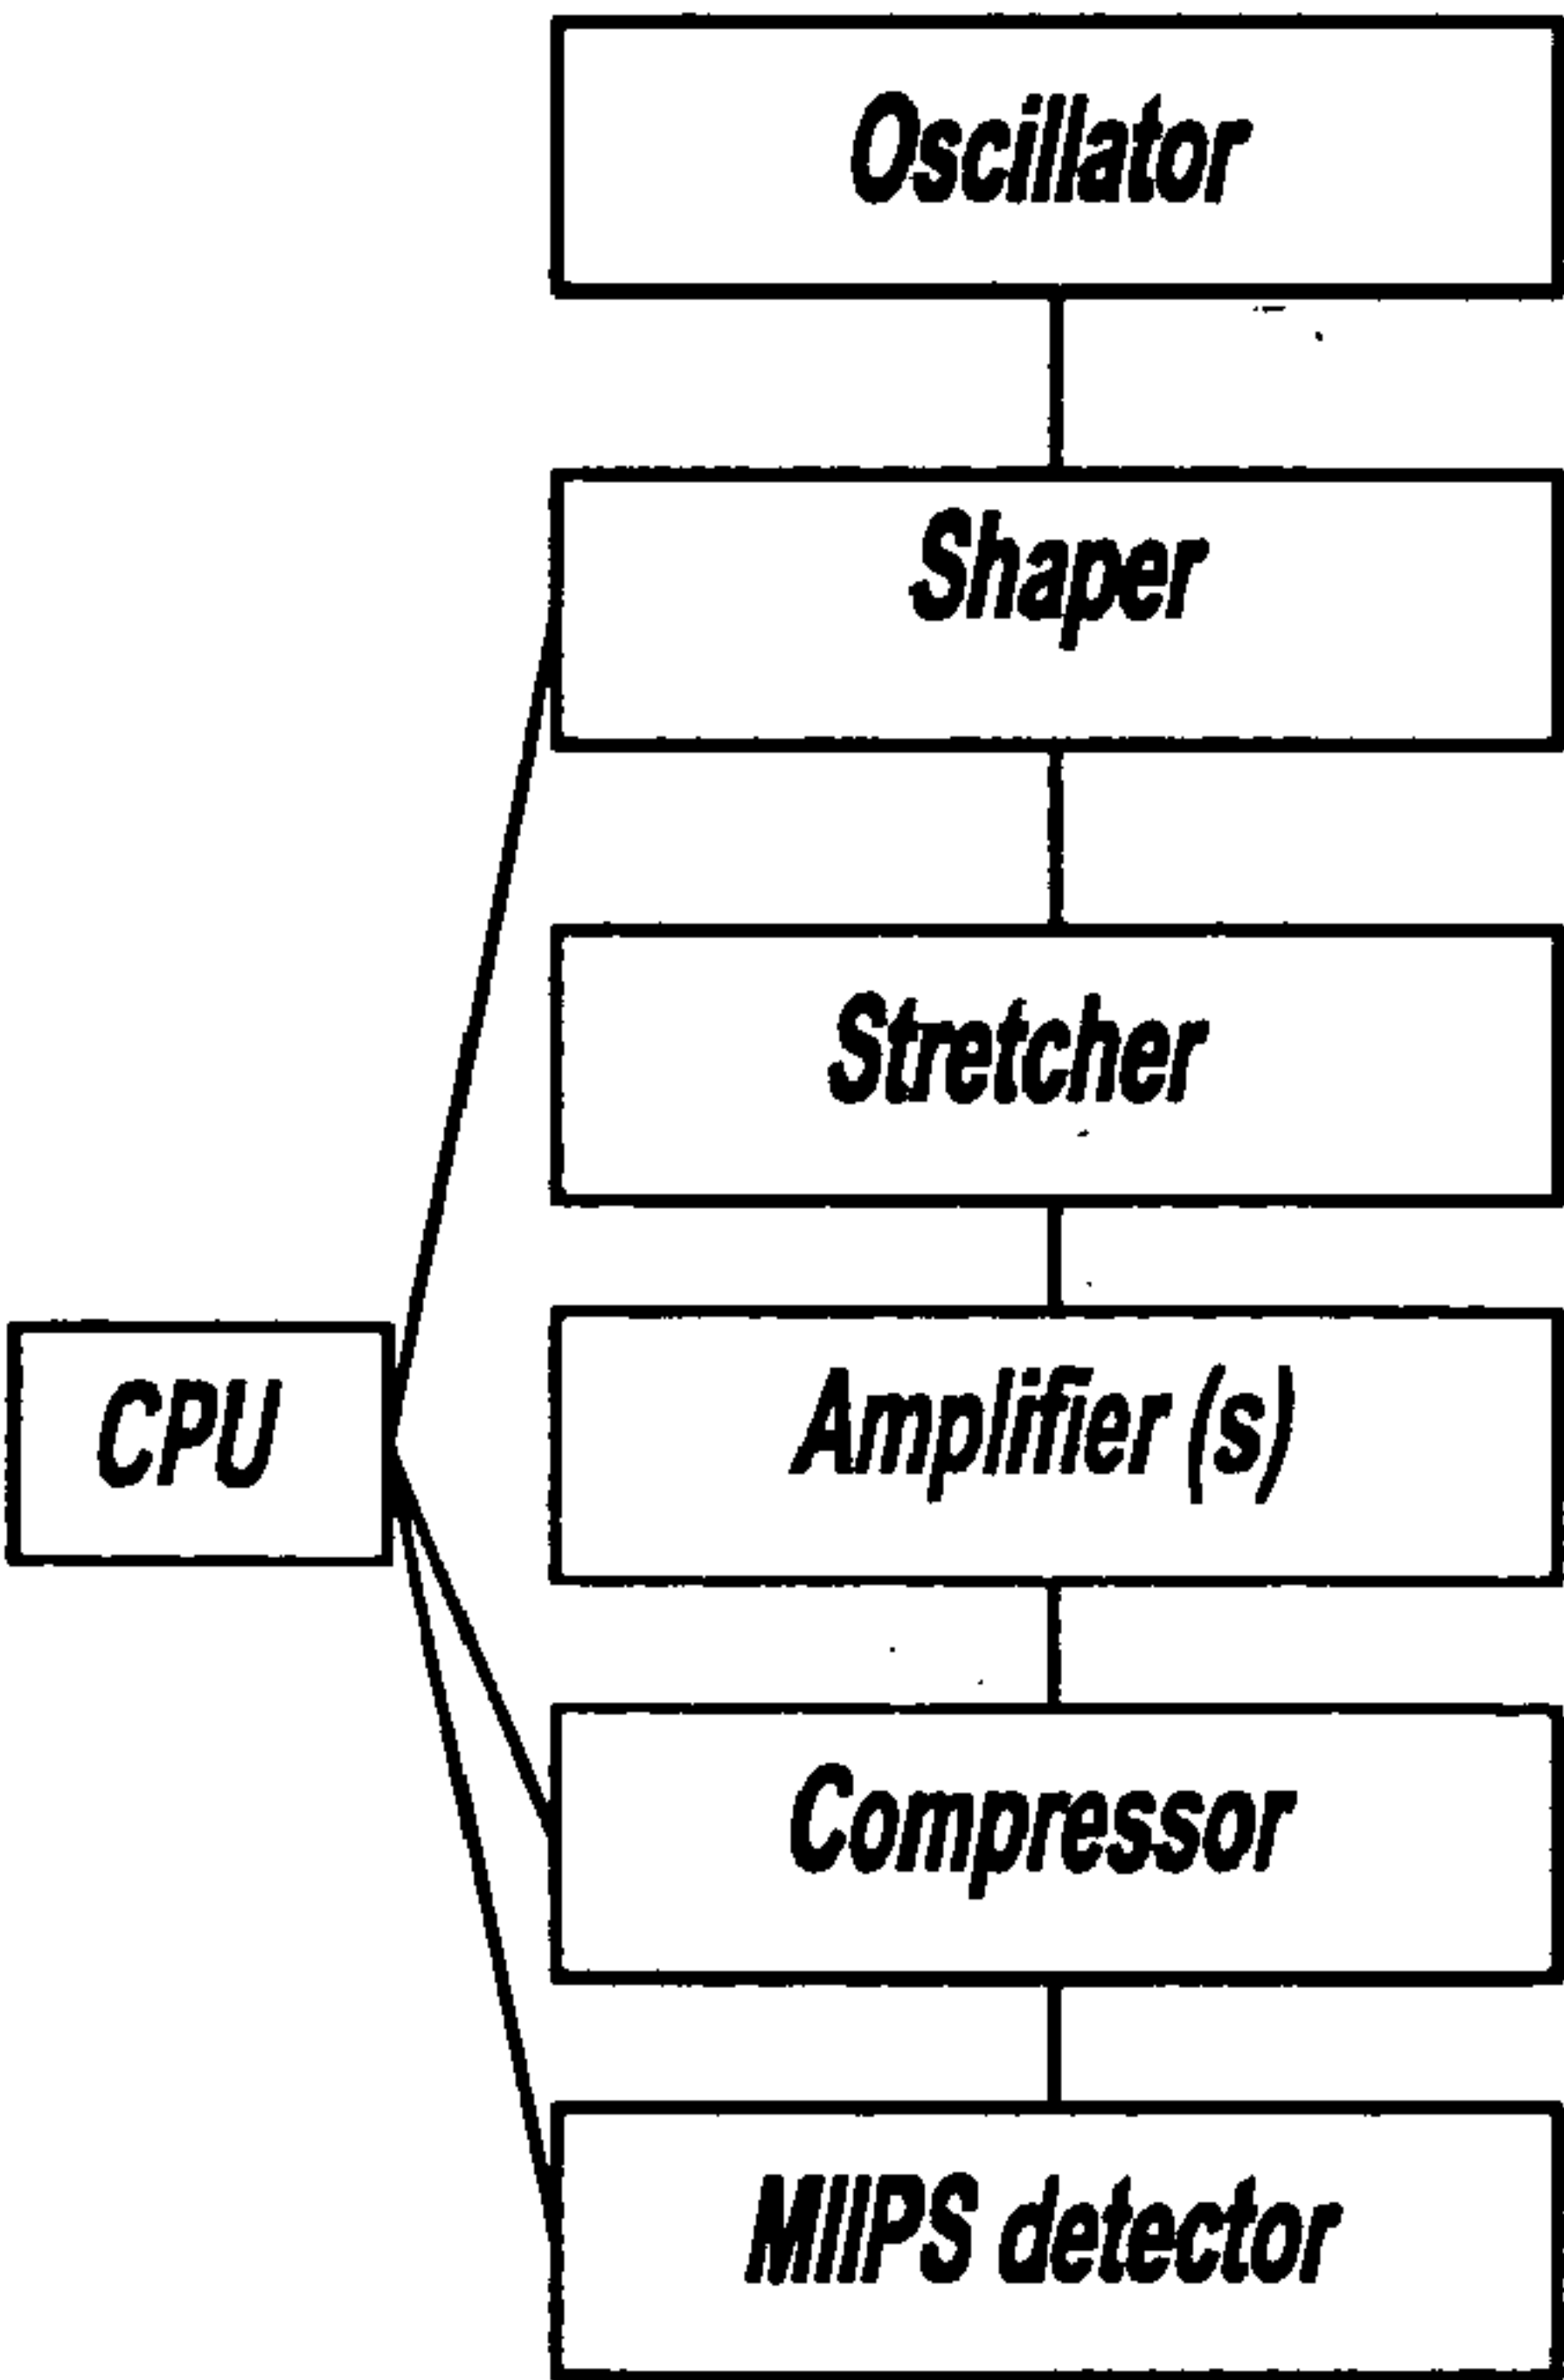 Oscillator
Shaper
Stretcher
CPU
Amplifier (s)
Compressor
MIIPS detector